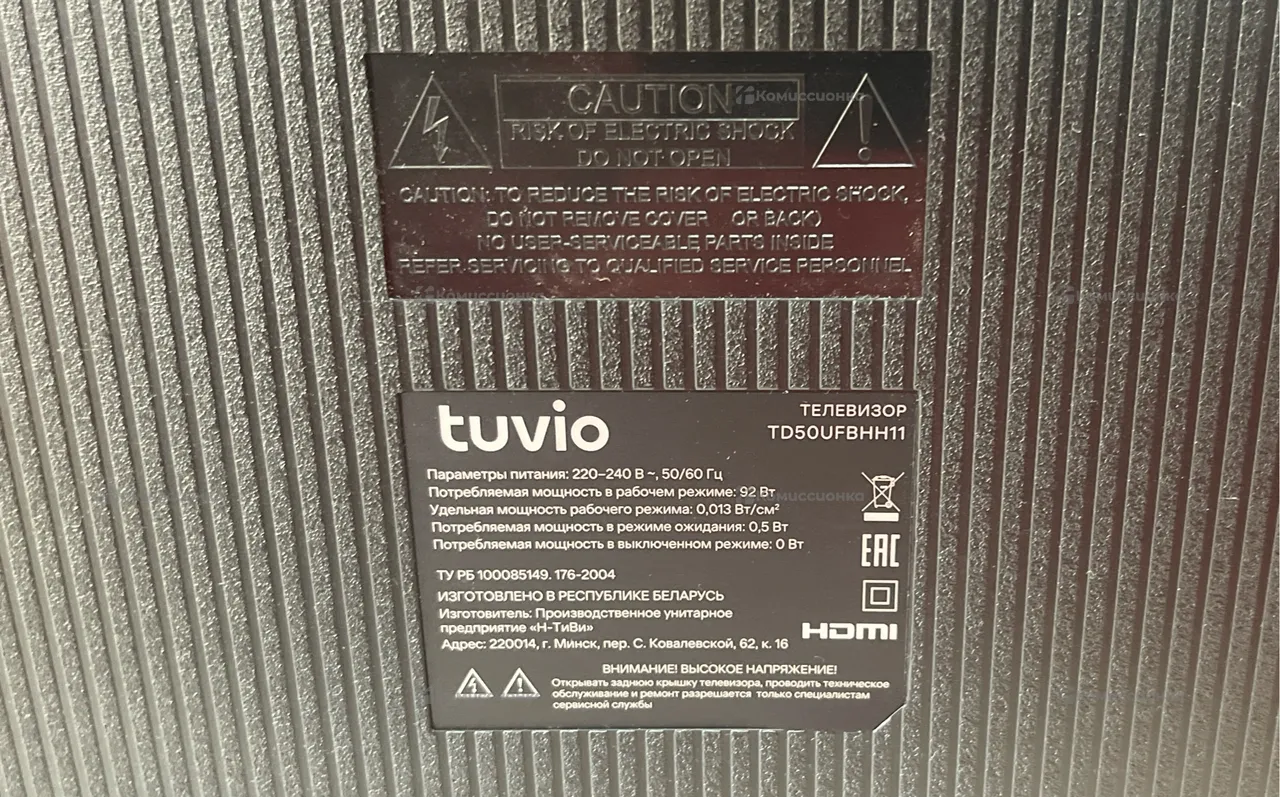 CAUTION
Комиссионка
RISK OF ELECTRIC SHOCK
DO NOT OPEN
CAUTION: TO REDUCE THE RISK OF ELECTRIC SHOCK,
DO NOT REMOVE COVER OR BACK)
NO USER-SERVICEABLE PARTS INSIDE
REFER SERVICING TO QUALIFIED SERVICE PERSONNEL
Комиссионка
Комиссионка
tuvio
ТЕЛЕВИЗОР
TD50UFBHH11
Параметры питания: 220–240 В ~, 50/60 Гц
Потребляемая мощность в рабочем режиме: 92 Вт
Комиссионка
Удельная мощность рабочего режима: 0,013 Вт/см²
Потребляемая мощность в режиме ожидания: 0,5 Вт
Потребляемая мощность в выключенном режиме: 0 Вт
EAC
ТУ РБ 100085149. 176-2004
ИЗГОТОВЛЕНО В РЕСПУБЛИКЕ БЕЛАРУСЬ
Изготовитель: Производственное унитарное
предприятие «Н-ТиВи»
HDMI
Адрес: 220014, г. Минск, пер. С. Ковалевской, 62, к. 16
ВНИМАНИЕ! ВЫСОКОЕ НАПРЯЖЕНИЕ!
Открывать заднюю крышку телевизора, проводить техническое
обслуживание и ремонт разрешается только специалистам
сервисной службы